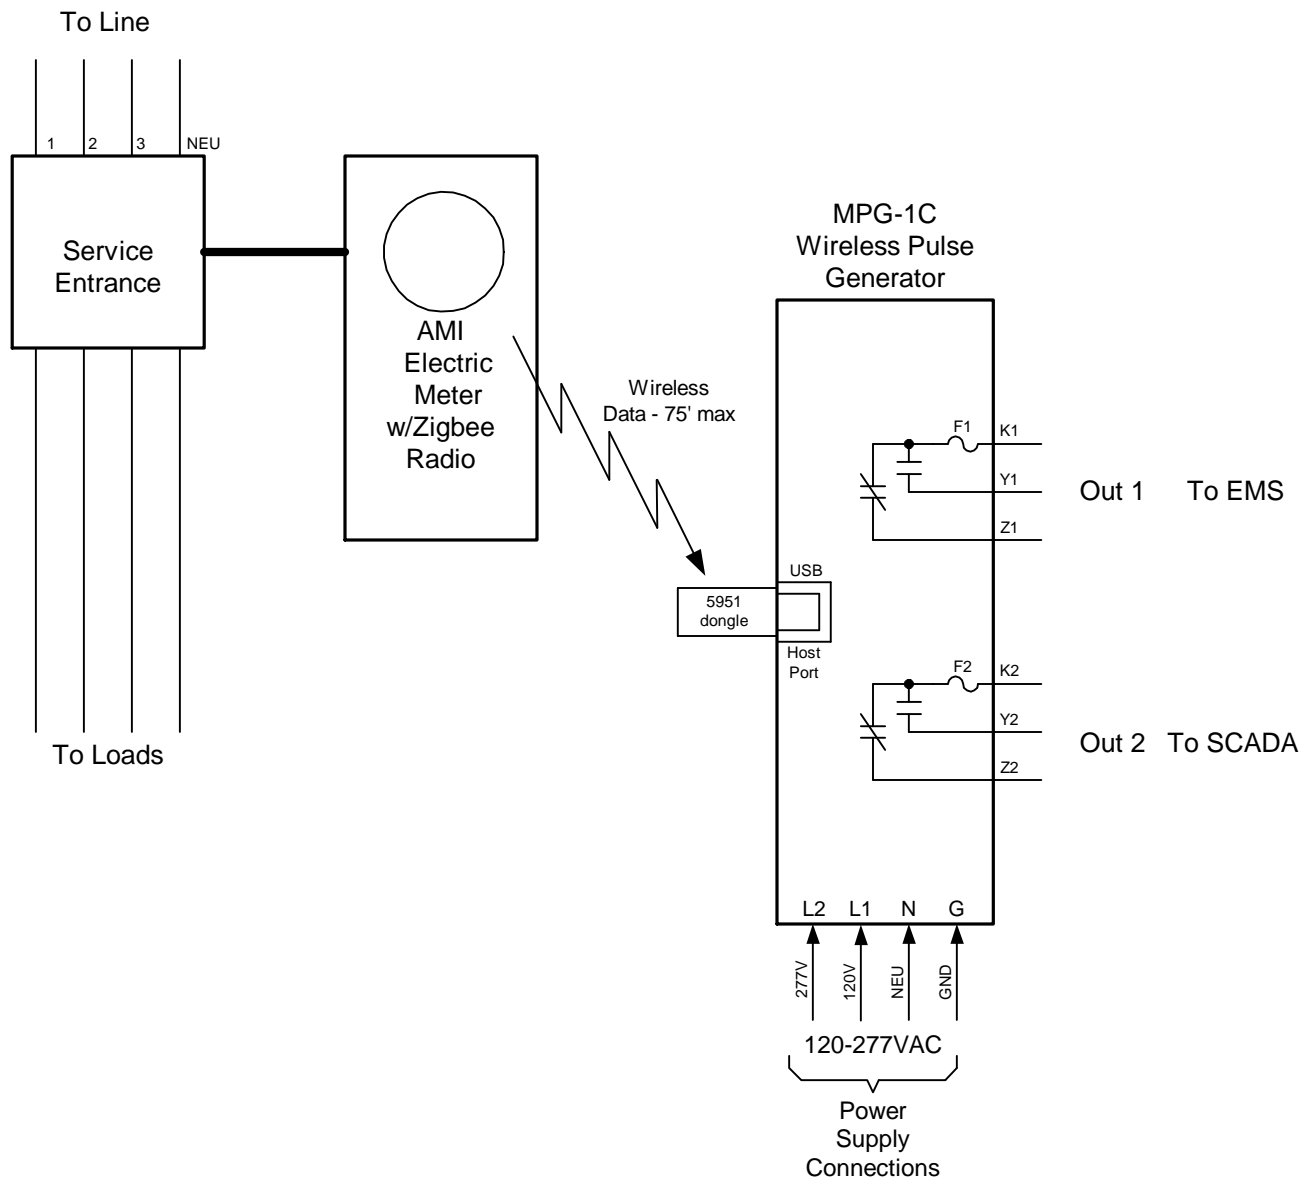 To Line
1 2 3 NEU
Service
Entrance
To Loads
AMI
Electric
Meter
w/Zigbee
Radio
Wireless
Data - 75' max
MPG-1C
Wireless Pulse
Generator
F1 K1
Y1
Z1
Out 1 To EMS
USB
5951
dongle
Host
Port
F2 K2
Y2
Z2
Out 2 To SCADA
L2 L1 N G
277V 120V NEU GND
120-277VAC
Power
Supply
Connections